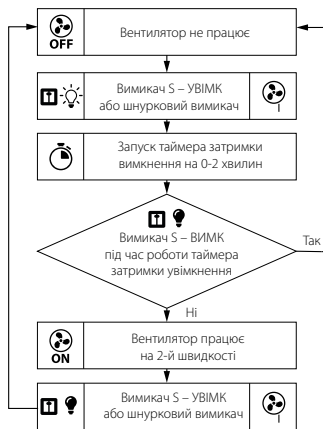 OFF
Вентилятор не працює
Вимикач S – УВІМК
або шнурковий вимикач
Запуск таймера затримки
вимкнення на 0-2 хвилин
Вимикач S – ВИМК
під час роботи таймера
затримки увімкнення
Так
Ні
ON
Вентилятор працює
на 2-й швидкості
Вимикач S – УВІМК
або шнурковий вимикач